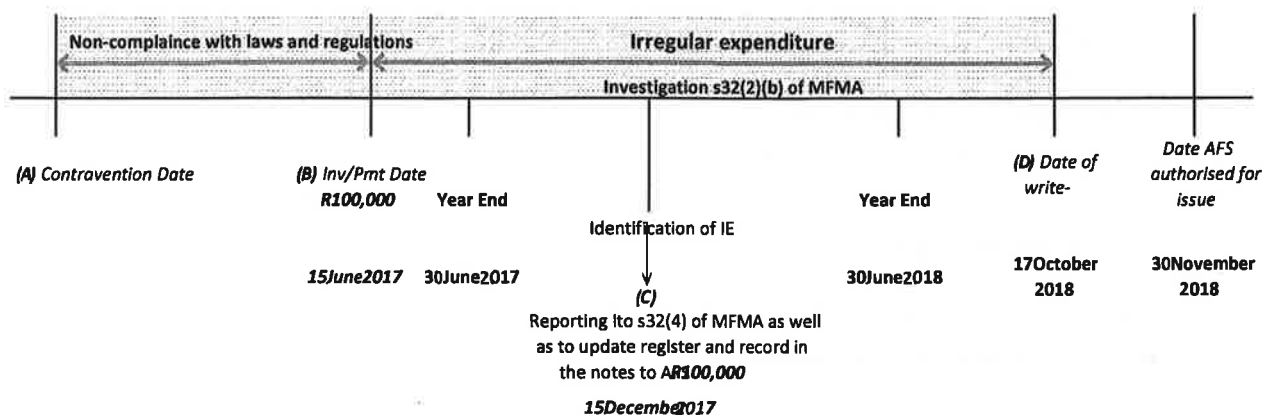 Non-complaince with laws and regulations
Irregular expenditure
Investigation s32(2)(b) of MFMA
(A) Contravention Date
(B) Inv/Pmt Date
R100,000
Year End
Year End
(D) Date of
write-
Date AFS
authorised for
issue
Identification of IE
15June2017
30June2017
30June2018
17October
2018
30November
2018
(C)
Reporting ito s32(4) of MFMA as well
as to update register and record in
the notes to AR100,000
15December2017